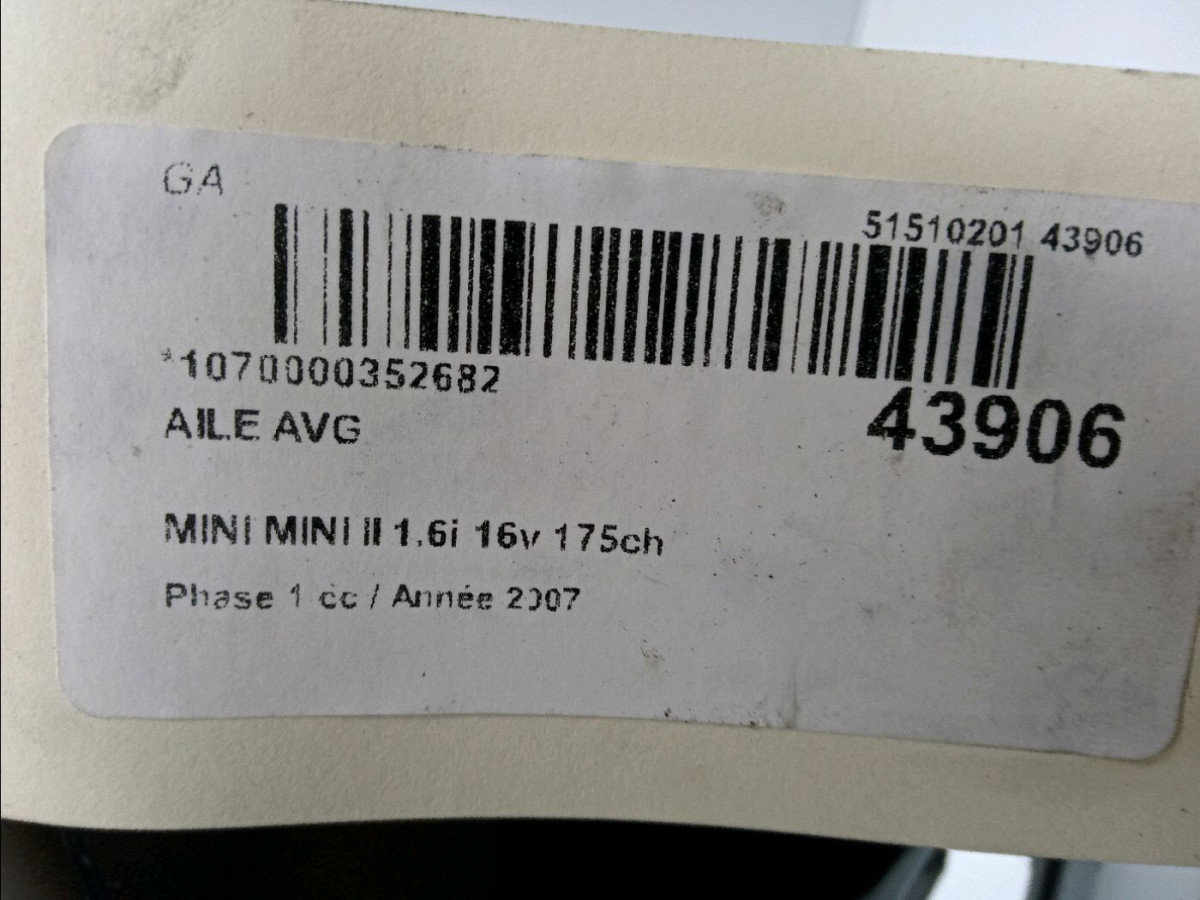 GA
51510201 43906
*1070000352682
43906
AILE AVG
MINI MINI II 1.6i 16v 175ch
Phase 1 cc / Année 2007